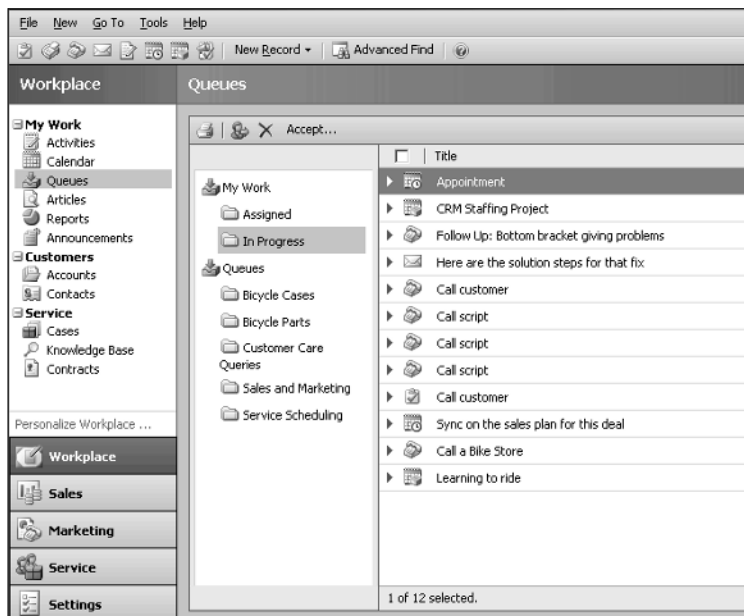 File New Go To Tools Help
New Record Advanced Find
Workplace
Queues
My Work
Activities
Calendar
Queues
Articles
Reports
Announcements
Customers
Accounts
Contacts
Service
Cases
Knowledge Base
Contracts
Personalize Workplace ...
Workplace
Sales
Marketing
Service
Settings
Accept...
My Work
Assigned
In Progress
Queues
Bicycle Cases
Bicycle Parts
Customer Care
Queries
Sales and Marketing
Service Scheduling
Title
Appointment
CRM Staffing Project
Follow Up: Bottom bracket giving problems
Here are the solution steps for that fix
Call customer
Call script
Call script
Call script
Call customer
Sync on the sales plan for this deal
Call a Bike Store
Learning to ride
1 of 12 selected.